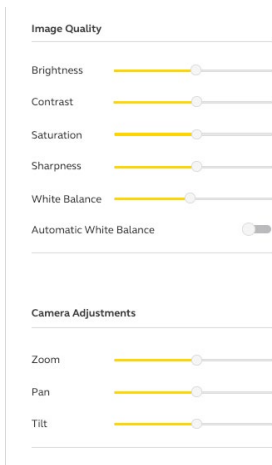 Image Quality
Brightness
Contrast
Saturation
Sharpness
White Balance
Automatic White Balance
Camera Adjustments
Zoom
Pan
Tilt